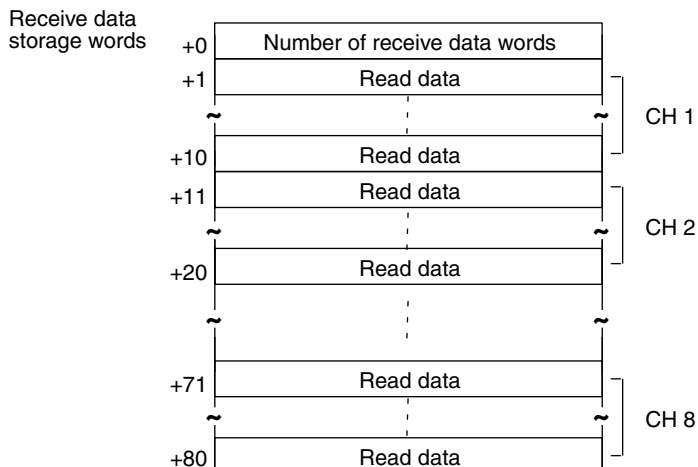 Receive data
storage words
+0 Number of receive data words
+1 Read data
CH 1
+10 Read data
+11 Read data
CH 2
+20 Read data
+71 Read data
CH 8
+80 Read data